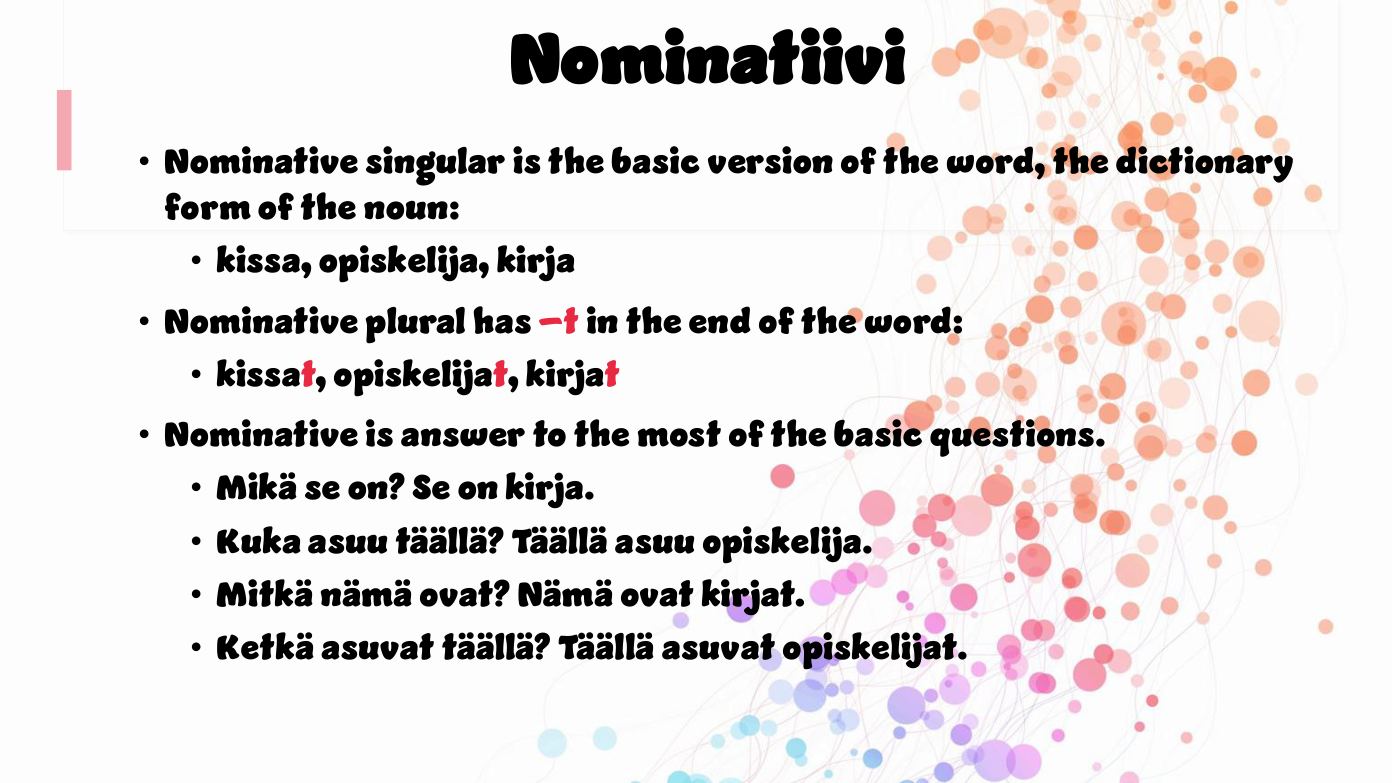 Nominatiivi
• Nominative singular is the basic version of the word, the dictionary
form of the noun:
• kissa, opiskelija, kirja
• Nominative plural has –t in the end of the word:
• kissat, opiskelijat, kirjat
• Nominative is answer to the most of the basic questions.
• Mikä se on? Se on kirja.
• Kuka asuu täällä? Täällä asuu opiskelija.
• Mitkä nämä ovat? Nämä ovat kirjat.
• Ketkä asuvat täällä? Täällä asuvat opiskelijat.